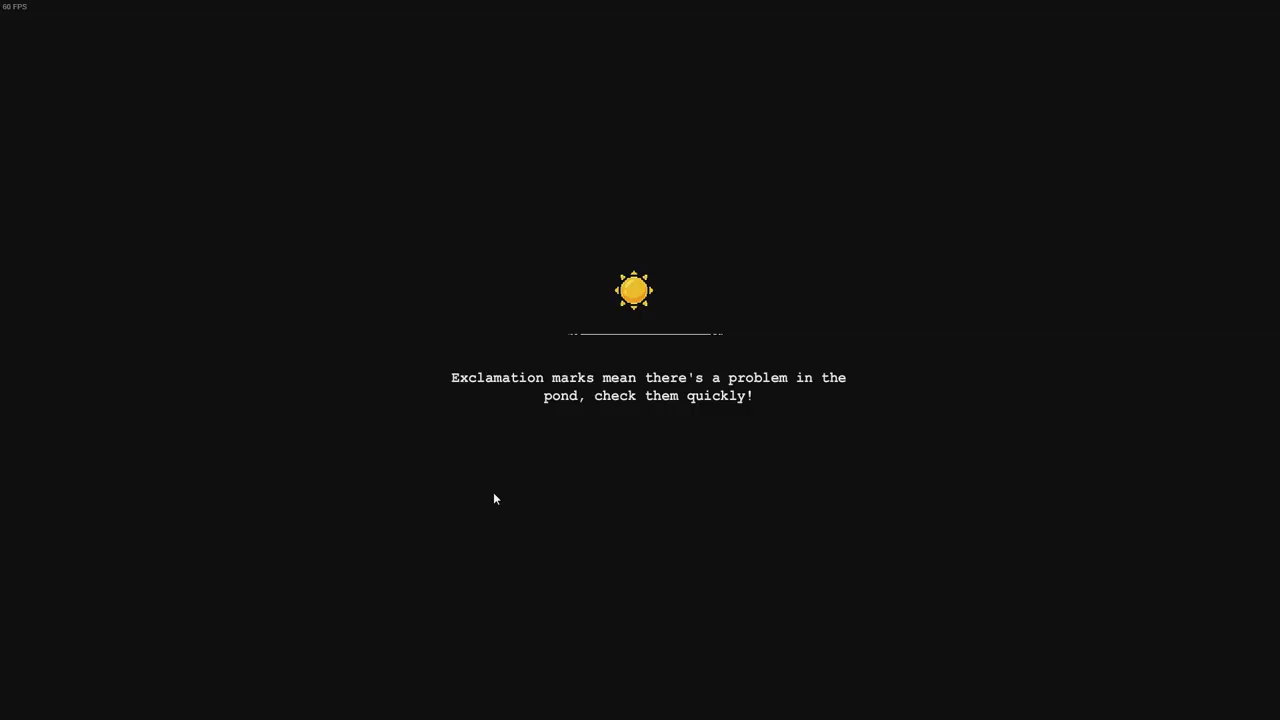 60 FPS
Exclamation marks mean there's a problem in the
pond, check them quickly!